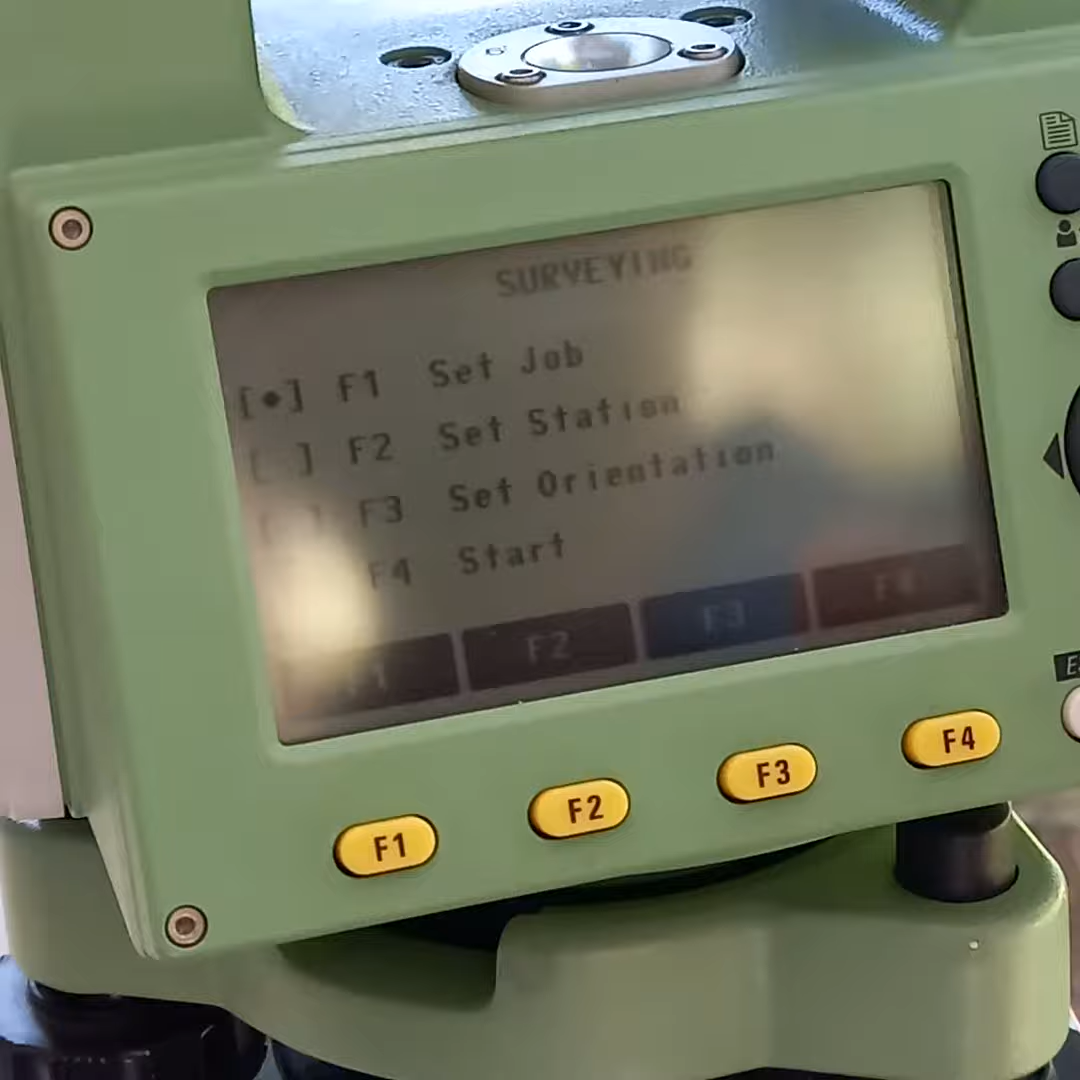 SURVEYING
[•] F1 Set Job
[ ] F2 Set Station
[ ] F3 Set Orientation
F4 Start
F1 F2 F3 F4
F1 F2 F3 F4